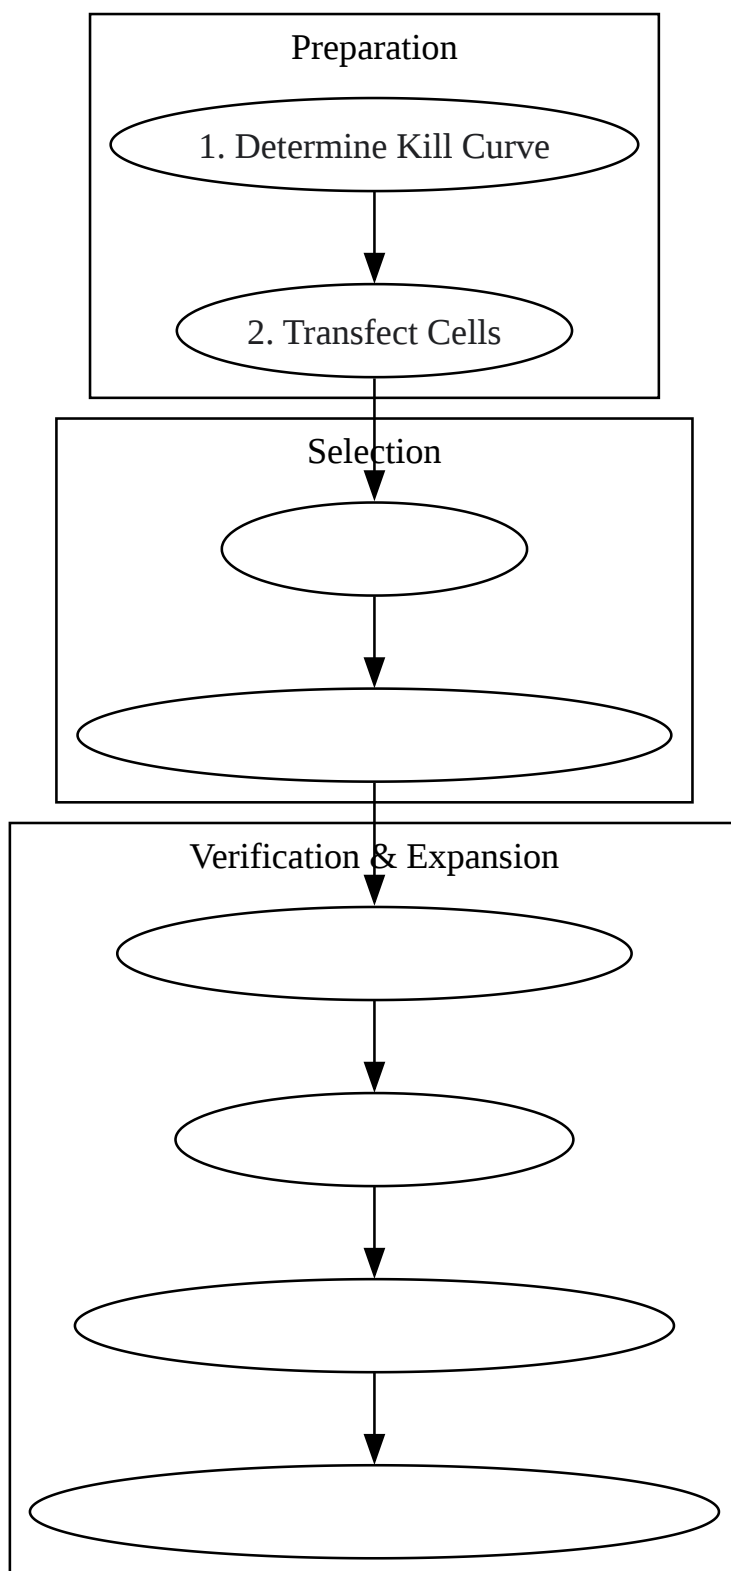 Preparation
1. Determine Kill Curve
2. Transfect Cells
Selection
Verification & Expansion